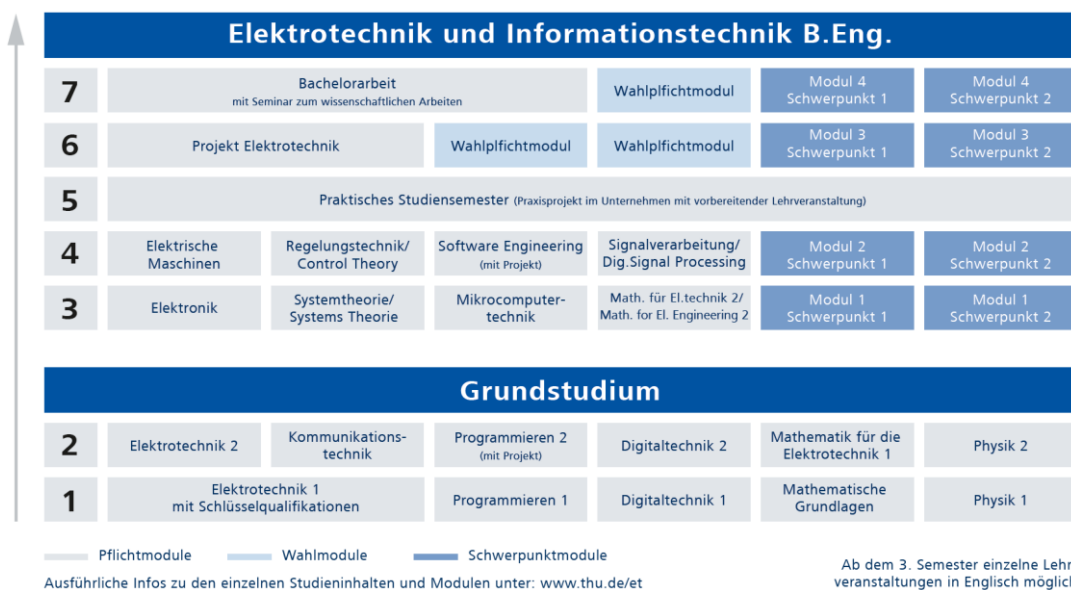 Elektrotechnik und Informationstechnik B.Eng.
7
Bachelorarbeit
mit Seminar zum wissenschaftlichen Arbeiten
Wahlplfichtmodul
Modul 4
Schwerpunkt 1
Modul 4
Schwerpunkt 2
6
Projekt Elektrotechnik
Wahlplfichtmodul
Wahlplfichtmodul
Modul 3
Schwerpunkt 1
Modul 3
Schwerpunkt 2
5
Praktisches Studiensemester (Praxisprojekt im Unternehmen mit vorbereitender Lehrveranstaltung)
4
Elektrische
Maschinen
Regelungstechnik/
Control Theory
Software Engineering
(mit Projekt)
Signalverarbeitung/
Dig.Signal Processing
Modul 2
Schwerpunkt 1
Modul 2
Schwerpunkt 2
3
Elektronik
Systemtheorie/
Systems Theorie
Mikrocomputer-
technik
Math. für El.technik 2/
Math. for El. Engineering 2
Modul 1
Schwerpunkt 1
Modul 1
Schwerpunkt 2
Grundstudium
2
Elektrotechnik 2
Kommunikations-
technik
Programmieren 2
(mit Projekt)
Digitaltechnik 2
Mathematik für die
Elektrotechnik 1
Physik 2
1
Elektrotechnik 1
mit Schlüsselqualifikationen
Programmieren 1
Digitaltechnik 1
Mathematische
Grundlagen
Physik 1
Pflichtmodule
Wahlmodule
Schwerpunktmodule
Ausführliche Infos zu den einzelnen Studieninhalten und Modulen unter: www.thu.de/et
Ab dem 3. Semester einzelne Lehr
veranstaltungen in Englisch möglich